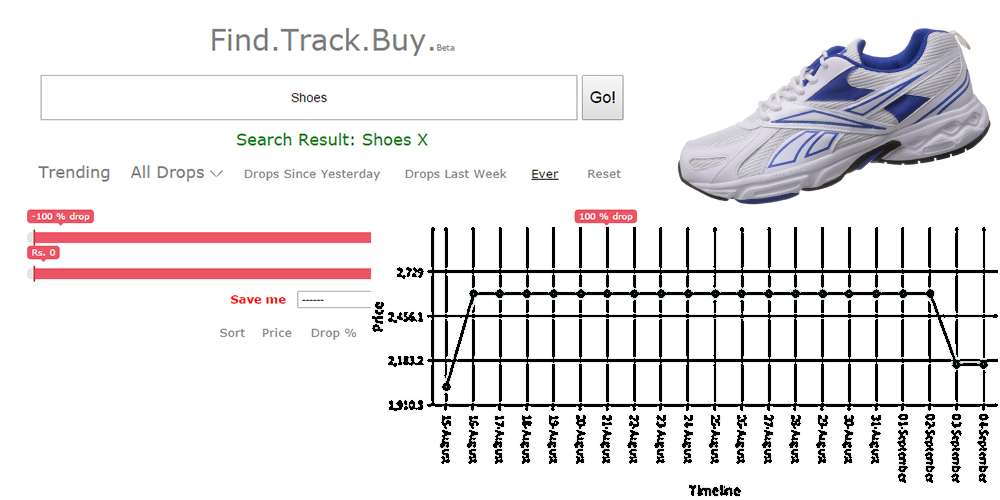 Find.Track.Buy.Beta
Shoes
Go!
Search Result: Shoes X
Trending All Drops Drops Since Yesterday Drops Last Week Ever Reset
-100 % drop
100 % drop
Rs. 0
Save me ------
Sort Price Drop %
Price
2,729
2,456.1
2,183.2
1,910.3
15-August
16-August
17-August
18-August
19-August
20-August
21-August
22-August
23-August
24-August
25-August
26-August
27-August
28-August
29-August
30-August
31-August
01-September
02-September
03-September
04-September
Timeline